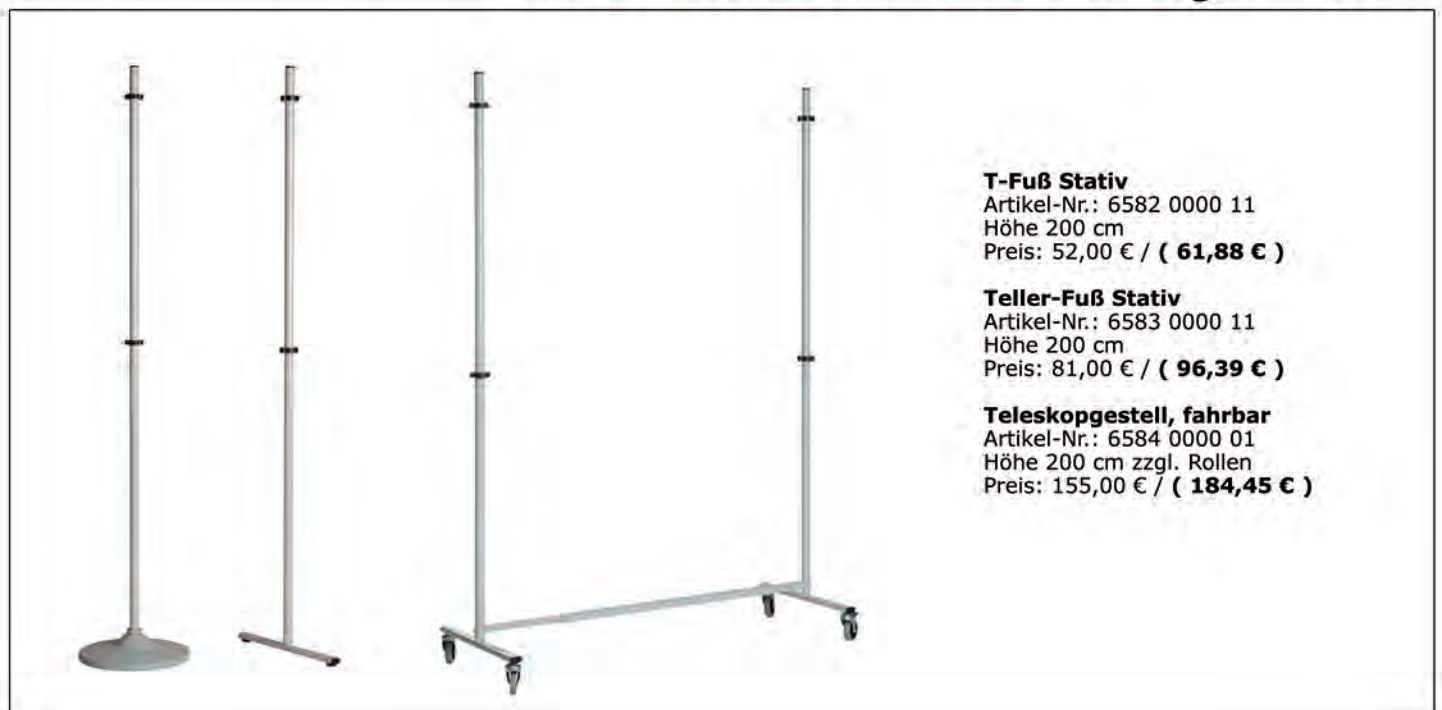 T-Fuß Stativ
Artikel-Nr.: 6582 0000 11
Höhe 200 cm
Preis: 52,00 € / ( 61,88 € )
Teller-Fuß Stativ
Artikel-Nr.: 6583 0000 11
Höhe 200 cm
Preis: 81,00 € / ( 96,39 € )
Teleskopgestell, fahrbar
Artikel-Nr.: 6584 0000 01
Höhe 200 cm zzgl. Rollen
Preis: 155,00 € / ( 184,45 € )